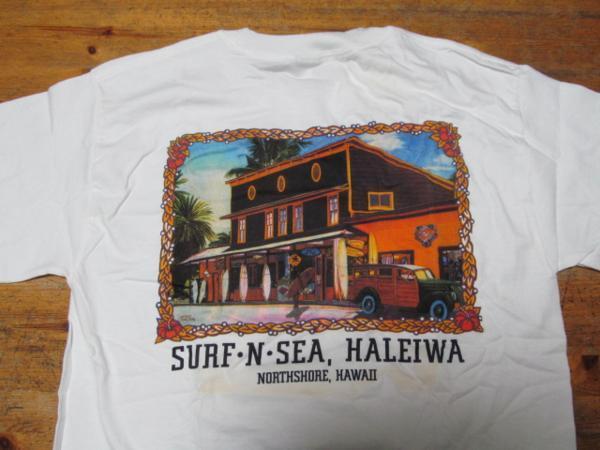 SURF•N•SEA, HALEIWA
NORTHSHORE, HAWAII